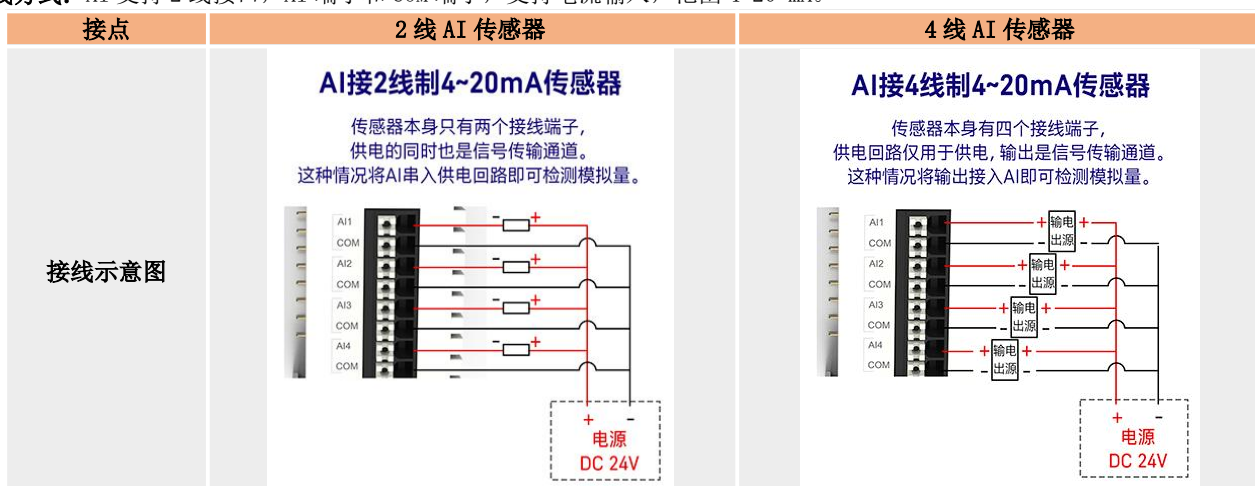 接点
2线AI传感器
4线AI传感器
接线示意图
AI接2线制4~20mA传感器
传感器本身只有两个接线端子，
供电的同时也是信号传输通道。
这种情况将AI串入供电回路即可检测模拟量。
AI1
COM
AI2
COM
AI3
COM
AI4
COM
- +
- +
- +
- +
+ -
电源
DC 24V
AI接4线制4~20mA传感器
传感器本身有四个接线端子，
供电回路仅用于供电，输出是信号传输通道。
这种情况将输出接入AI即可检测模拟量。
AI1
COM
AI2
COM
AI3
COM
AI4
COM
+ 输电 +
- 出源 -
+ 输电 +
- 出源 -
+ 输电 +
- 出源 -
+ 输电 +
- 出源 -
+ -
电源
DC 24V